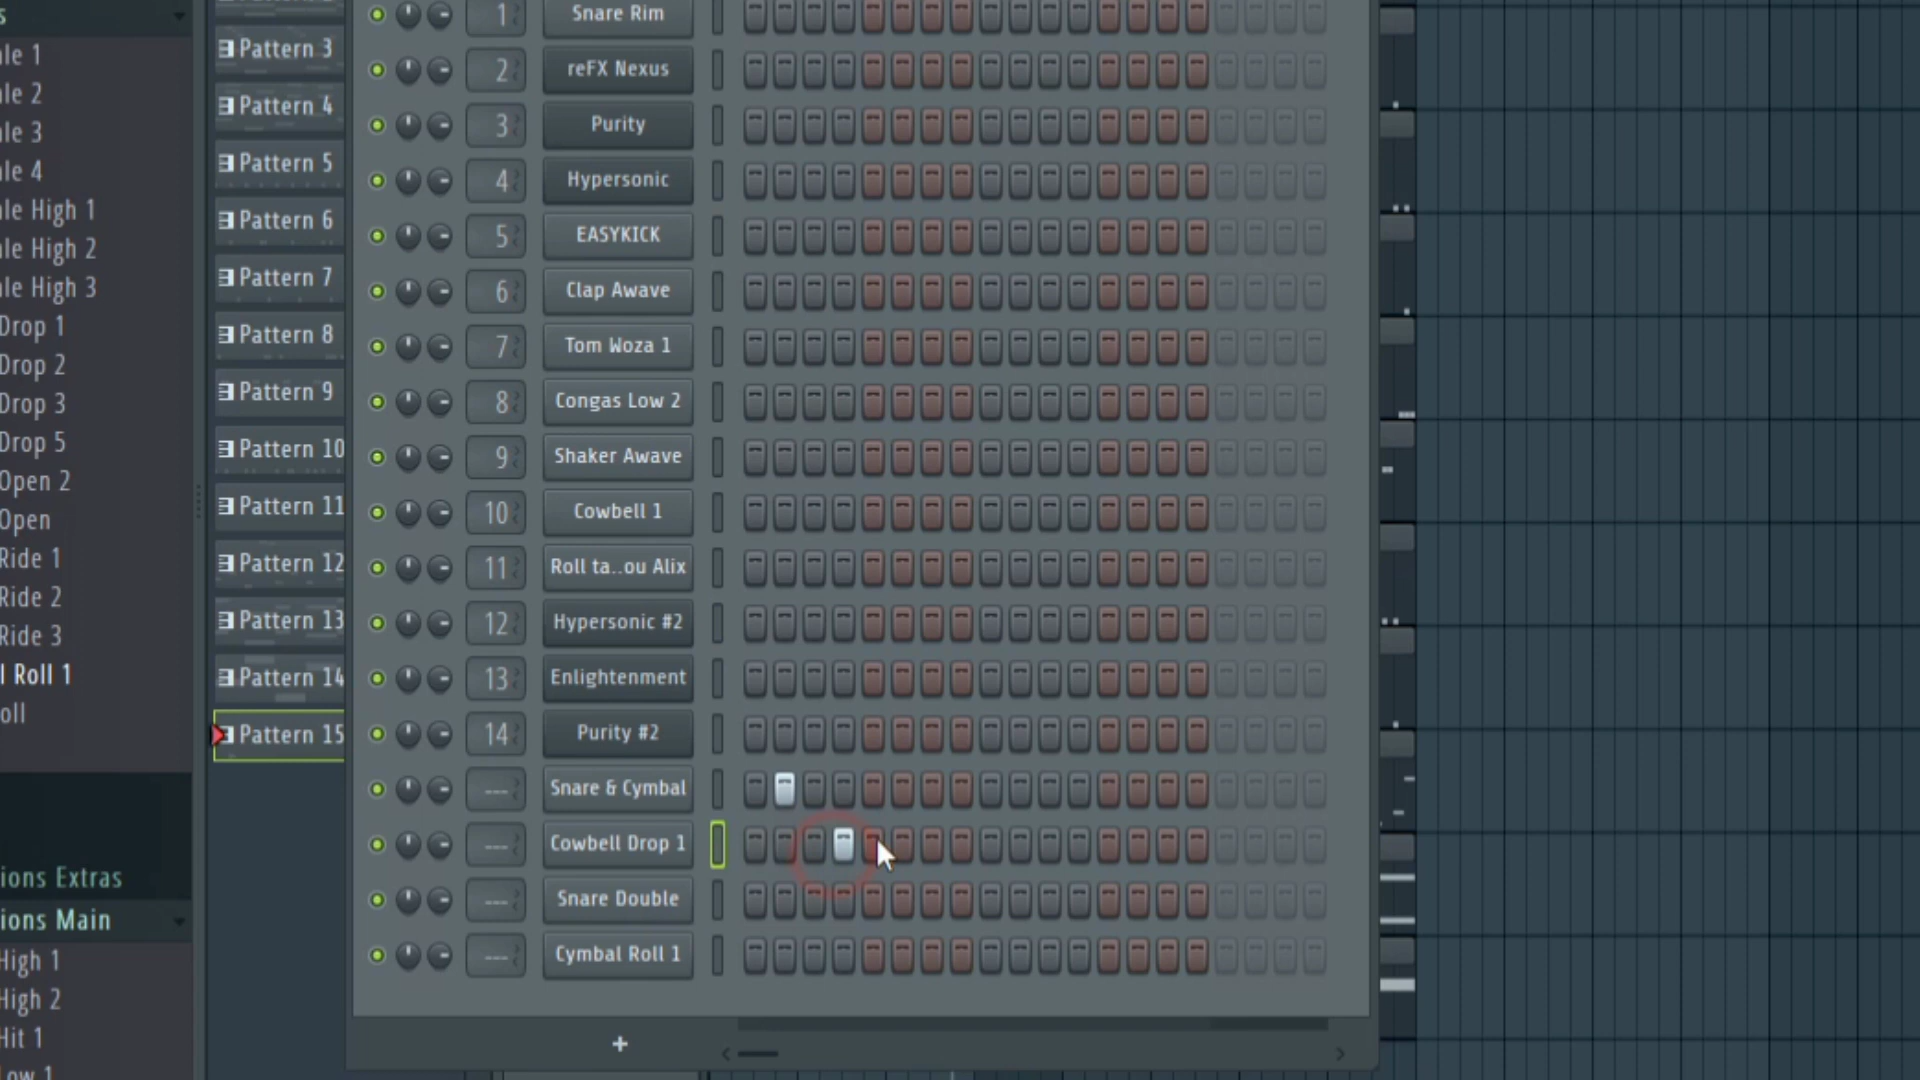 s
le 1
le 2
le 3
le 4
le High 1
le High 2
le High 3
Drop 1
Drop 2
Drop 3
Drop 5
Open 2
Open
Ride 1
Ride 2
Ride 3
l Roll 1
oll
ions Extras
ions Main
High 1
High 2
Hit 1
Low 1
Pattern 3
Pattern 4
Pattern 5
Pattern 6
Pattern 7
Pattern 8
Pattern 9
Pattern 10
Pattern 11
Pattern 12
Pattern 13
Pattern 14
Pattern 15
1 Snare Rim
2 reFX Nexus
3 Purity
4 Hypersonic
5 EASYKICK
6 Clap Awave
7 Tom Woza 1
8 Congas Low 2
9 Shaker Awave
10 Cowbell 1
11 Roll ta..ou Alix
12 Hypersonic #2
13 Enlightenment
14 Purity #2
--- Snare & Cymbal
--- Cowbell Drop 1
--- Snare Double
--- Cymbal Roll 1
+